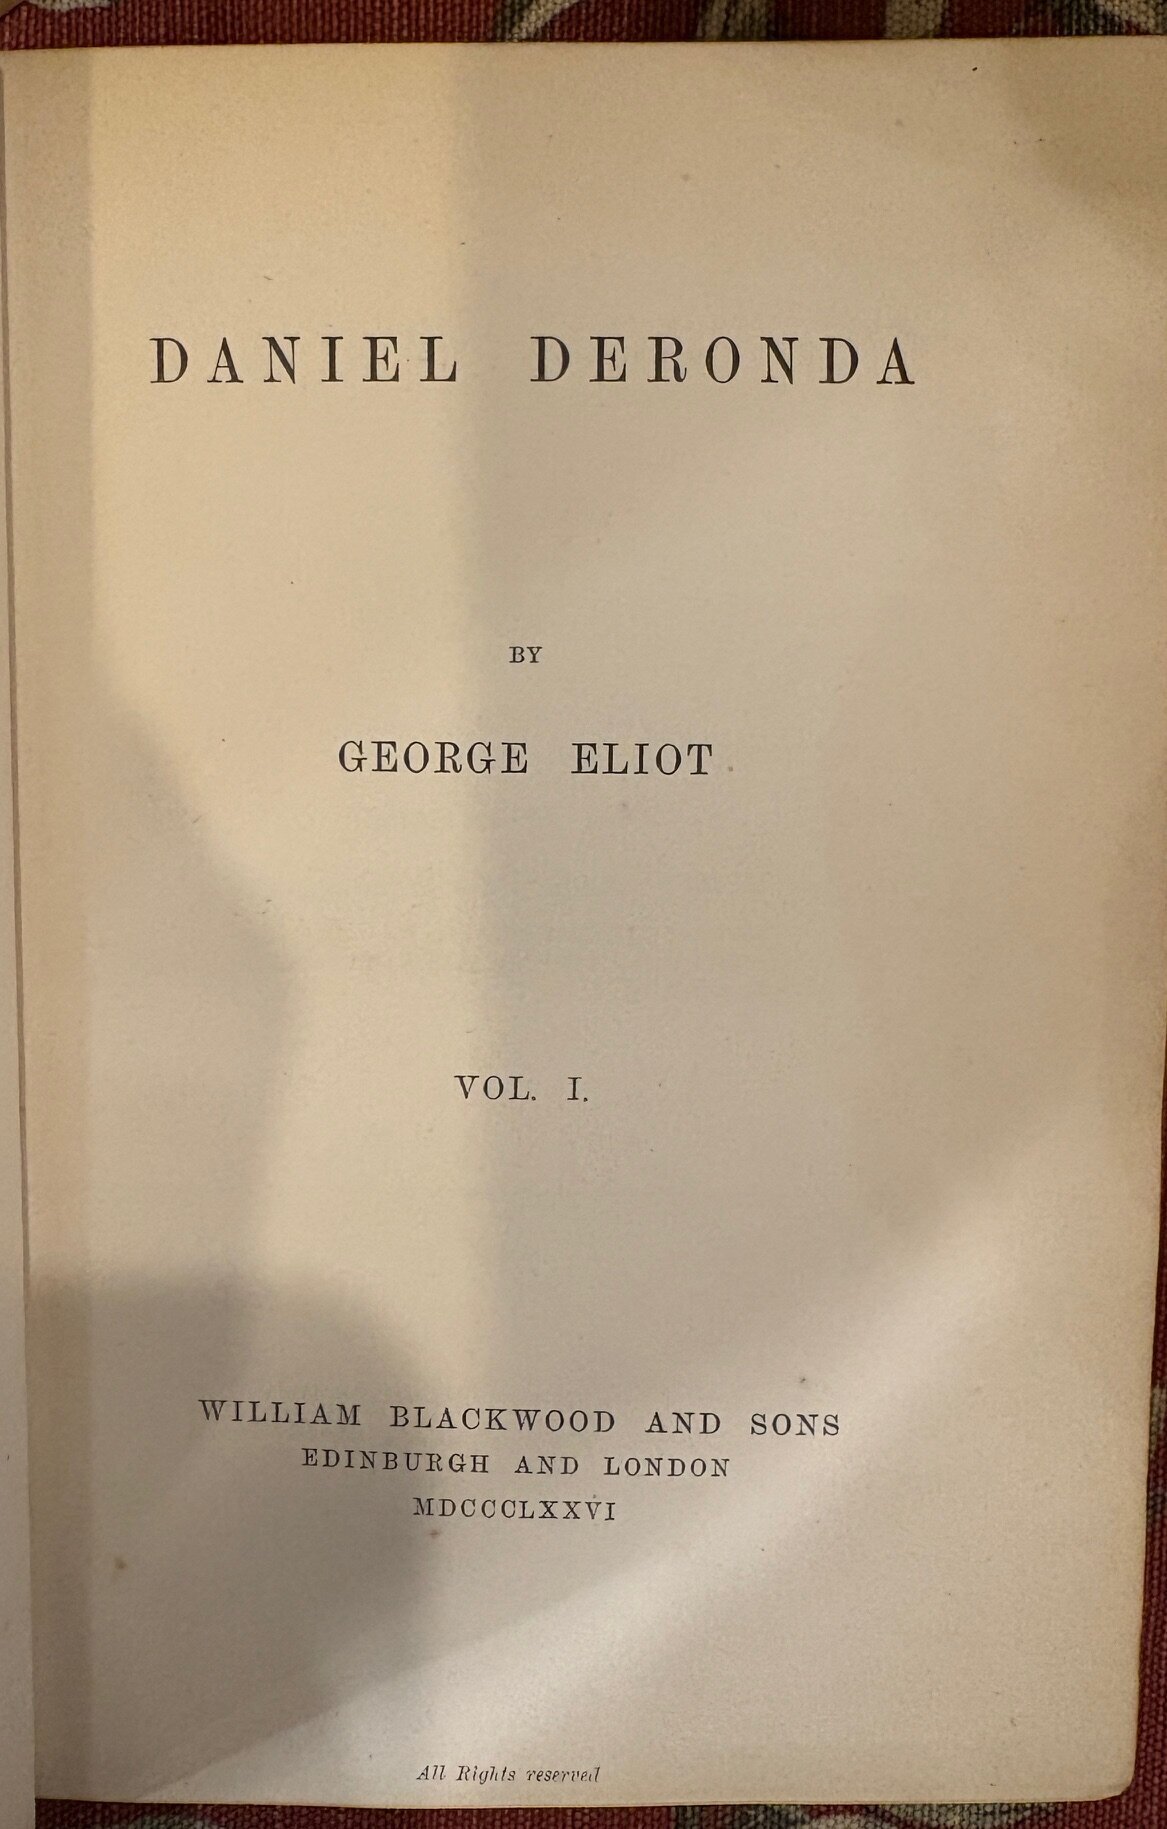 DANIEL DERONDA
BY
GEORGE ELIOT
VOL. I.
WILLIAM BLACKWOOD AND SONS
EDINBURGH AND LONDON
MDCCCLXXVI
All Rights reserved